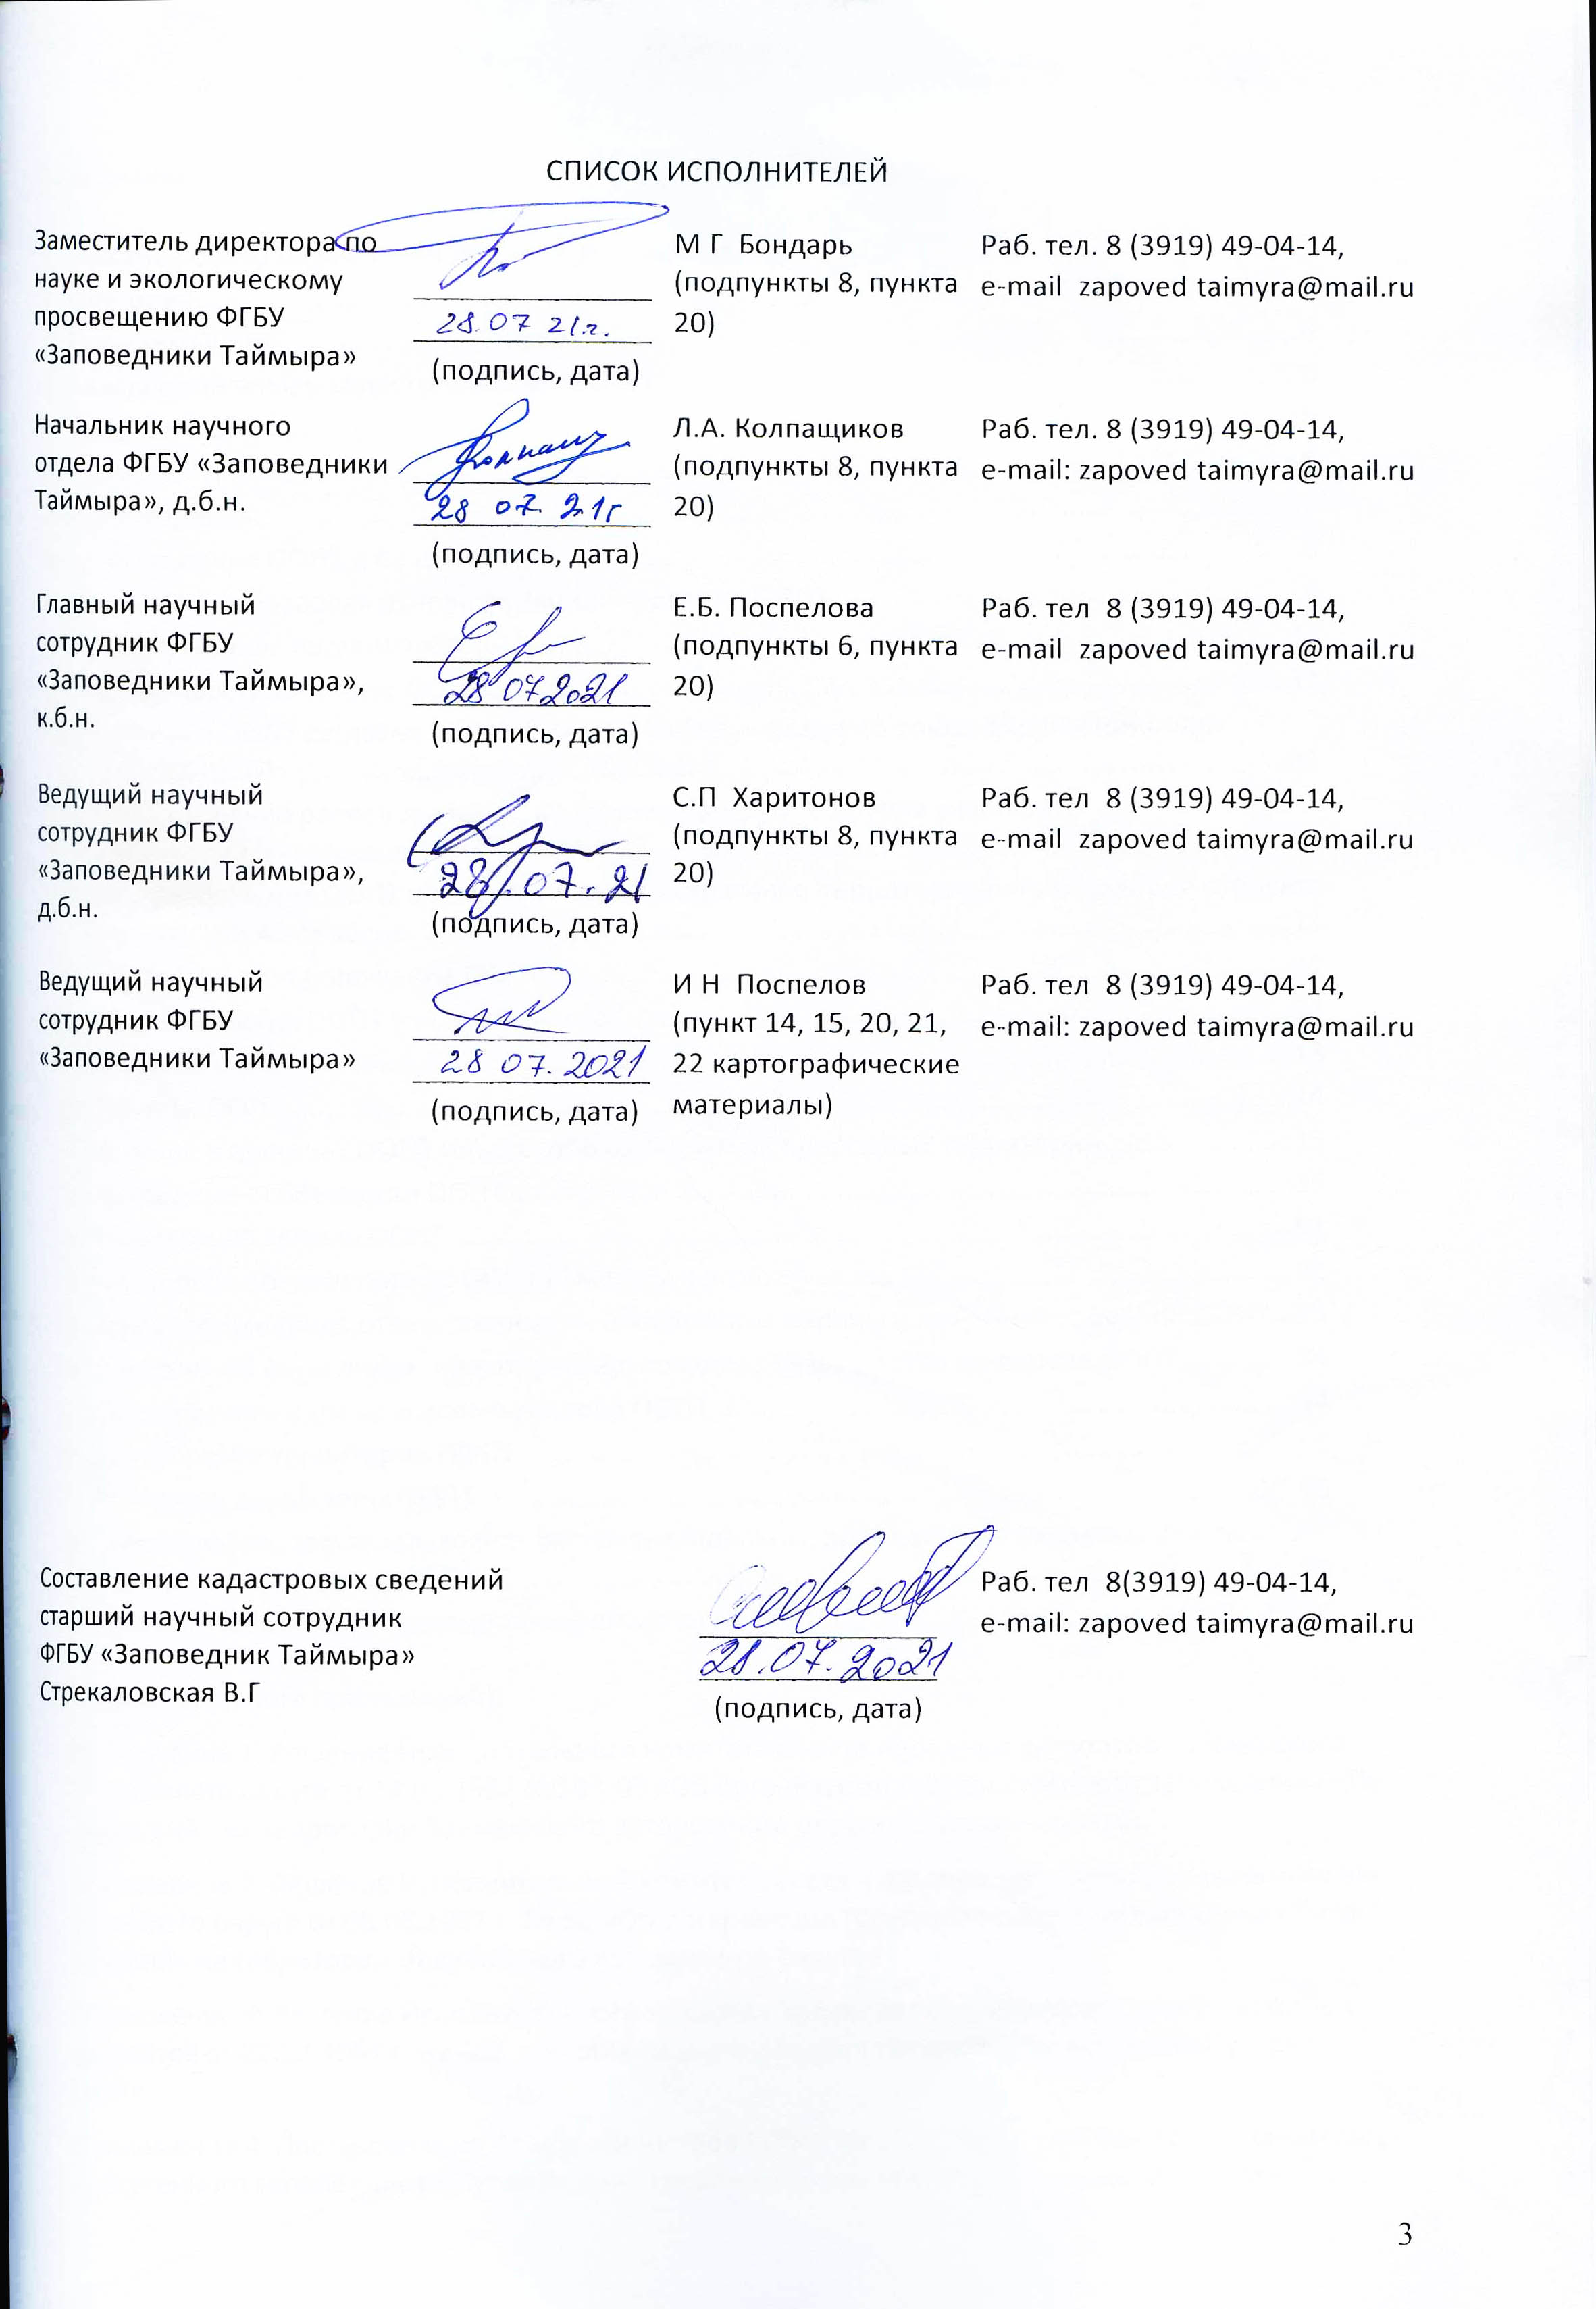 СПИСОК ИСПОЛНИТЕЛЕЙ
Заместитель директора по
науке и экологическому
просвещению ФГБУ
«Заповедники Таймыра»
28.07 21г.
(подпись, дата)
М Г Бондарь
(подпункты 8, пункта
20)
Раб. тел. 8 (3919) 49-04-14,
e-mail zapoved taimyra@mail.ru
Начальник научного
отдела ФГБУ «Заповедники
Таймыра», д.б.н.
28 07. 21г
(подпись, дата)
Л.А. Колпащиков
(подпункты 8, пункта
20)
Раб. тел. 8 (3919) 49-04-14,
e-mail: zapoved taimyra@mail.ru
Главный научный
сотрудник ФГБУ
«Заповедники Таймыра»,
к.б.н.
28 07 2021
(подпись, дата)
Е.Б. Поспелова
(подпункты 6, пункта
20)
Раб. тел 8 (3919) 49-04-14,
e-mail zapoved taimyra@mail.ru
Ведущий научный
сотрудник ФГБУ
«Заповедники Таймыра»,
д.б.н.
28.07.21
(подпись, дата)
С.П Харитонов
(подпункты 8, пункта
20)
Раб. тел 8 (3919) 49-04-14,
e-mail zapoved taimyra@mail.ru
Ведущий научный
сотрудник ФГБУ
«Заповедники Таймыра»
28 07. 2021
(подпись, дата)
И Н Поспелов
(пункт 14, 15, 20, 21,
22 картографические
материалы)
Раб. тел 8 (3919) 49-04-14,
e-mail: zapoved taimyra@mail.ru
Составление кадастровых сведений
старший научный сотрудник
ФГБУ «Заповедник Таймыра»
Стрекаловская В.Г
28.07.2021
(подпись, дата)
Раб. тел 8(3919) 49-04-14,
e-mail: zapoved taimyra@mail.ru
3